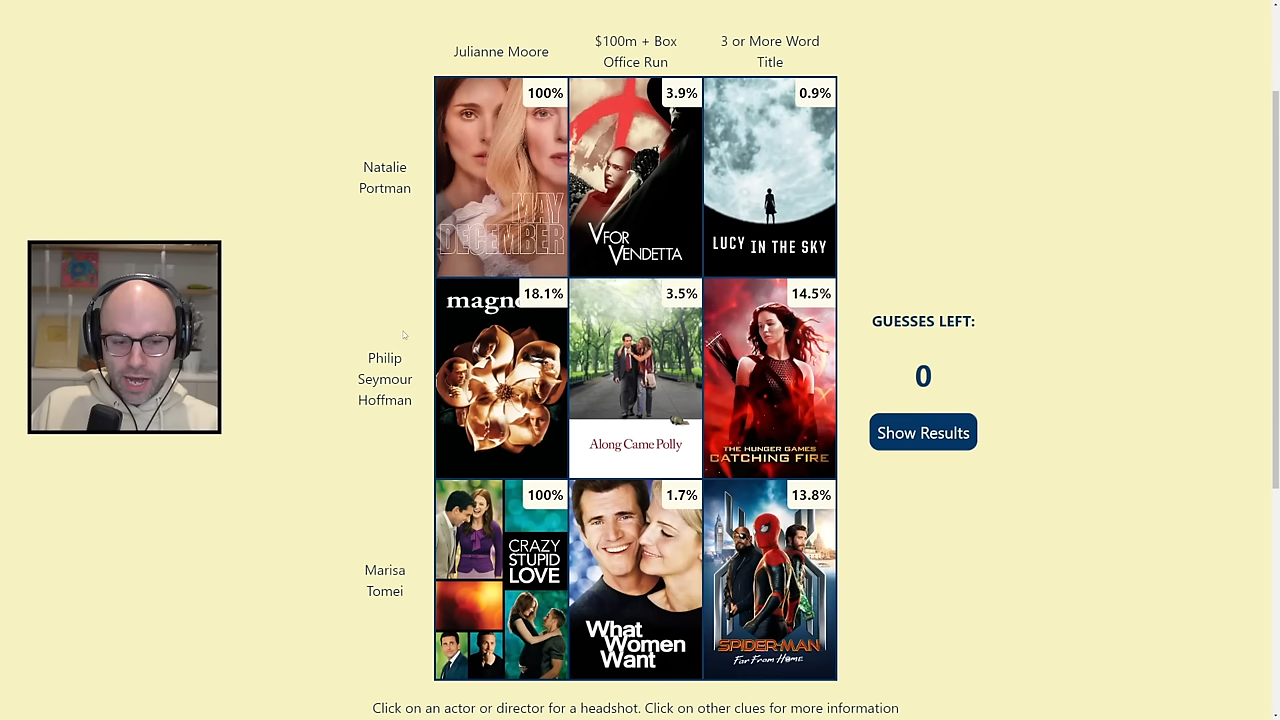 Julianne Moore
$100m + Box
Office Run
3 or More Word
Title
Natalie
Portman
100%
MAY
DECEMBER
3.9%
V FOR
VENDETTA
0.9%
LUCY IN THE SKY
Philip
Seymour
Hoffman
18.1%
magn
3.5%
Along Came Polly
14.5%
THE HUNGER GAMES
CATCHING FIRE
Marisa
Tomei
100%
CRAZY
STUPID
LOVE
1.7%
What
Women
Want
13.8%
SPIDER-MAN
Far From Home
GUESSES LEFT:
0
Show Results
Click on an actor or director for a headshot. Click on other clues for more information